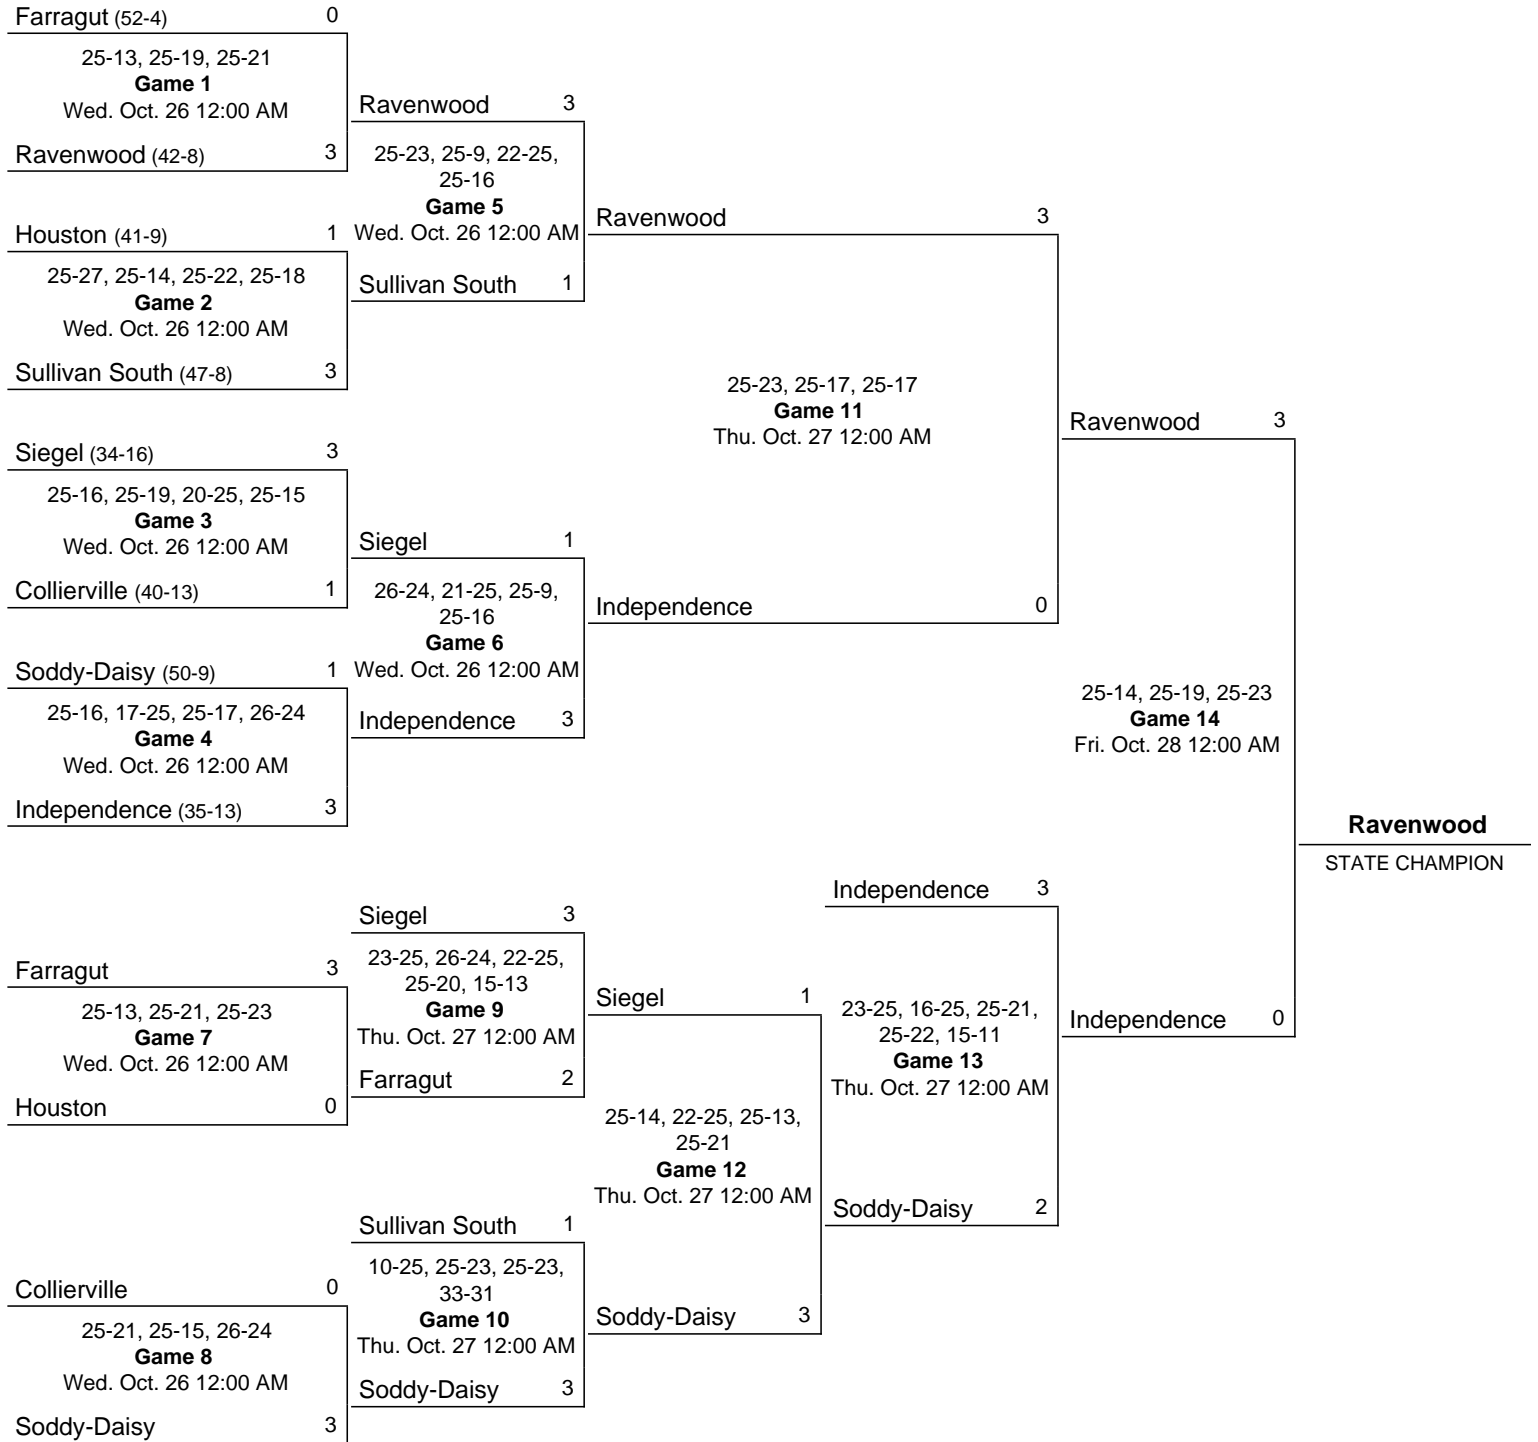 Farragut (52-4) 0
25-13, 25-19, 25-21
Game 1
Wed. Oct. 26 12:00 AM
Ravenwood (42-8) 3
Houston (41-9) 1
25-27, 25-14, 25-22, 25-18
Game 2
Wed. Oct. 26 12:00 AM
Sullivan South (47-8) 3
Siegel (34-16) 3
25-16, 25-19, 20-25, 25-15
Game 3
Wed. Oct. 26 12:00 AM
Collierville (40-13) 1
Soddy-Daisy (50-9) 1
25-16, 17-25, 25-17, 26-24
Game 4
Wed. Oct. 26 12:00 AM
Independence (35-13) 3
Ravenwood 3
25-23, 25-9, 22-25,
25-16
Game 5
Wed. Oct. 26 12:00 AM
Sullivan South 1
Siegel 1
26-24, 21-25, 25-9,
25-16
Game 6
Wed. Oct. 26 12:00 AM
Independence 3
Ravenwood 3
25-23, 25-17, 25-17
Game 11
Thu. Oct. 27 12:00 AM
Independence 0
Farragut 3
25-13, 25-21, 25-23
Game 7
Wed. Oct. 26 12:00 AM
Houston 0
Collierville 0
25-21, 25-15, 26-24
Game 8
Wed. Oct. 26 12:00 AM
Soddy-Daisy 3
Siegel 3
23-25, 26-24, 22-25,
25-20, 15-13
Game 9
Thu. Oct. 27 12:00 AM
Farragut 2
Sullivan South 1
10-25, 25-23, 25-23,
33-31
Game 10
Thu. Oct. 27 12:00 AM
Soddy-Daisy 3
Siegel 1
25-14, 22-25, 25-13,
25-21
Game 12
Thu. Oct. 27 12:00 AM
Soddy-Daisy 3
Independence 3
23-25, 16-25, 25-21,
25-22, 15-11
Game 13
Thu. Oct. 27 12:00 AM
Soddy-Daisy 2
Ravenwood 3
25-14, 25-19, 25-23
Game 14
Fri. Oct. 28 12:00 AM
Independence 0
Ravenwood
STATE CHAMPION